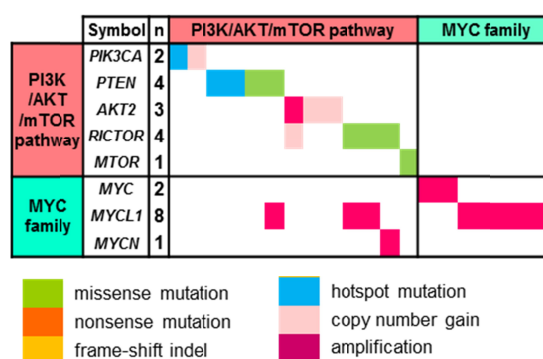 Symbol n PI3K/AKT/mTOR pathway MYC family
PI3K
/AKT
/mTOR
pathway
PIK3CA 2
PTEN 4
AKT2 3
RICTOR 4
MTOR 1
MYC
family
MYC 2
MYCL1 8
MYCN 1
missense mutation
nonsense mutation
frame-shift indel
hotspot mutation
copy number gain
amplification